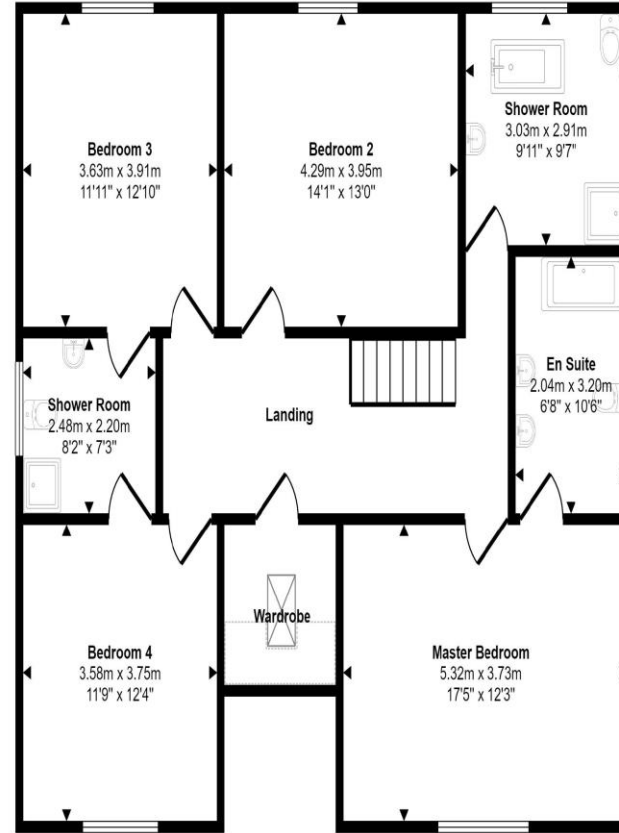 Bedroom 3
3.63m x 3.91m
11'11" x 12'10"
Bedroom 2
4.29m x 3.95m
14'1" x 13'0"
Shower Room
3.03m x 2.91m
9'11" x 9'7"
En Suite
2.04m x 3.20m
6'8" x 10'6"
Shower Room
2.48m x 2.20m
8'2" x 7'3"
Landing
Wardrobe
Bedroom 4
3.58m x 3.75m
11'9" x 12'4"
Master Bedroom
5.32m x 3.73m
17'5" x 12'3"